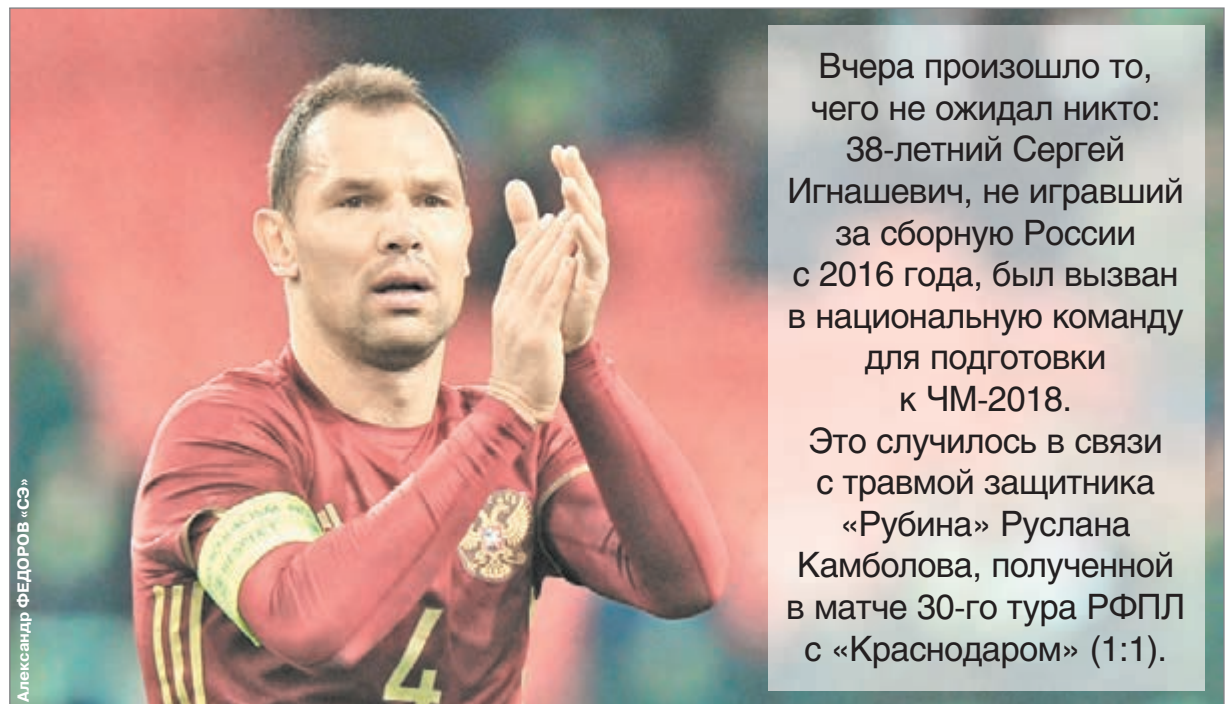 Вчера произошло то,
чего не ожидал никто:
38-летний Сергей
Игнашевич, не игравший
за сборную России
с 2016 года, был вызван
в национальную команду
для подготовки
к ЧМ-2018.
Это случилось в связи
с травмой защитника
«Рубина» Руслана
Камболова, полученной
в матче 30-го тура РФПЛ
с «Краснодаром» (1:1).
Александр ФЕДОРОВ «СЭ»
4